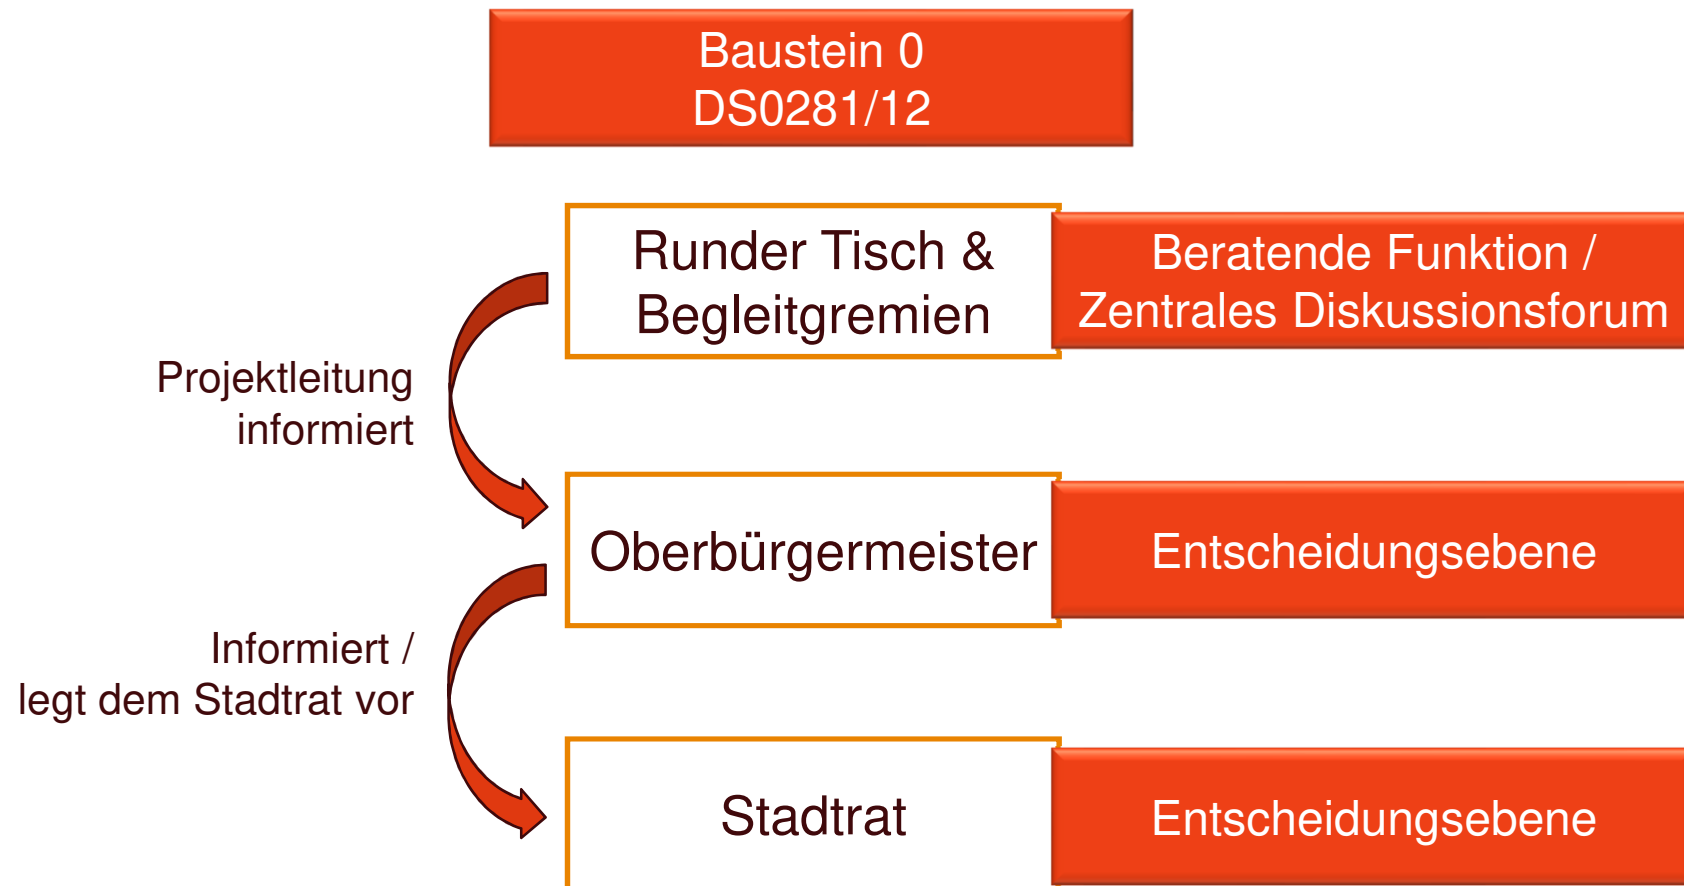 Baustein 0
DS0281/12
Runder Tisch &
Begleitgremien
Beratende Funktion /
Zentrales Diskussionsforum
Projektleitung
informiert
Oberbürgermeister
Entscheidungsebene
Informiert /
legt dem Stadtrat vor
Stadtrat
Entscheidungsebene